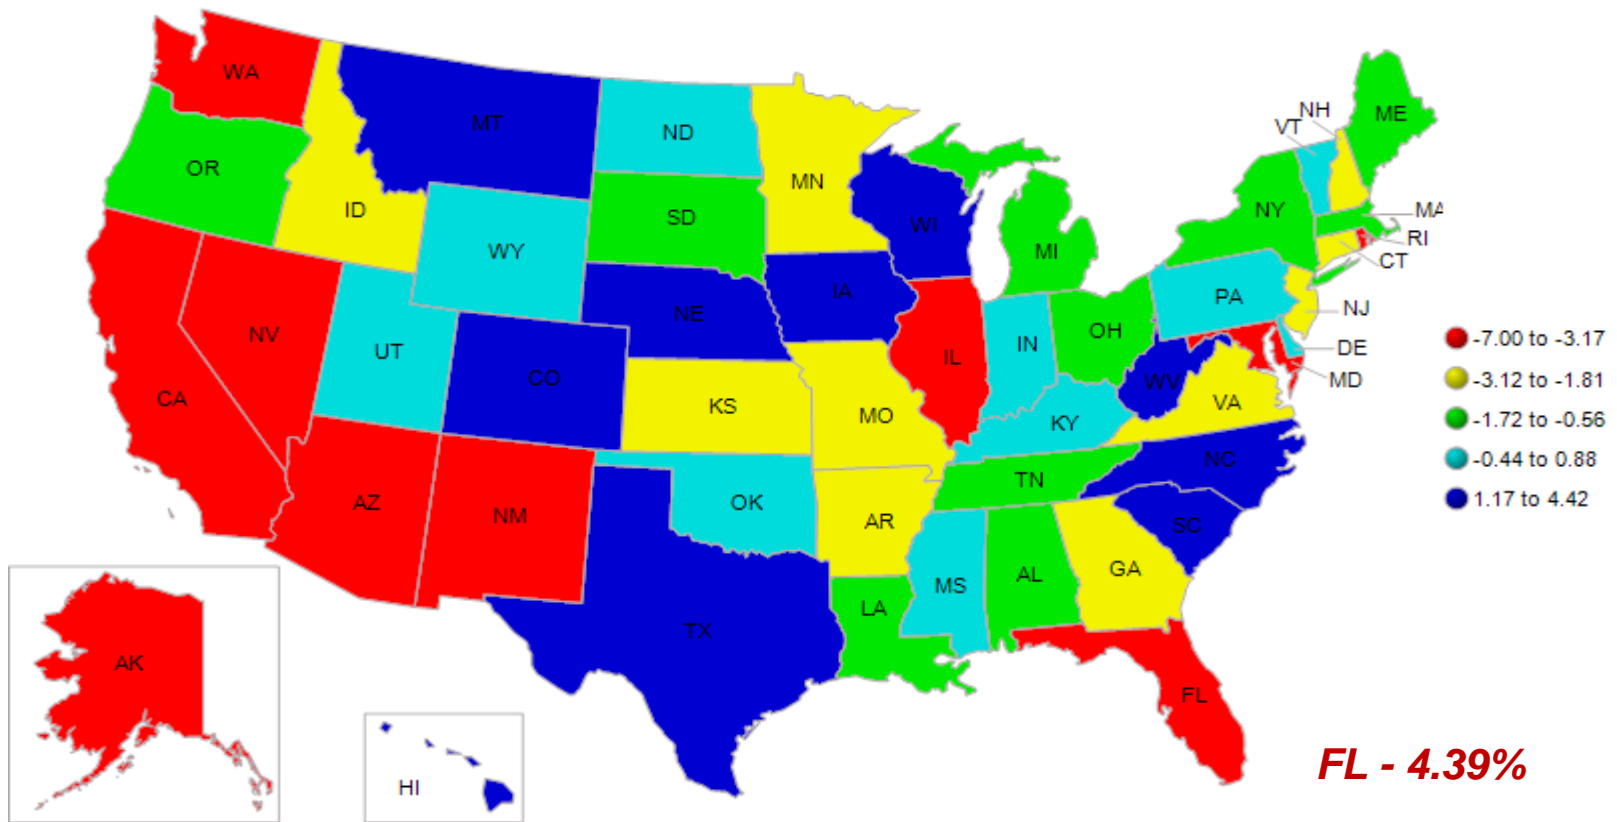 WA
MT
ND
MN
OR
ID
WY
SD
WI
MI
NY
VT
NH
ME
MA
RI
CT
NJ
PA
DE
MD
NV
UT
CO
NE
IA
IL
IN
OH
WV
VA
CA
KS
MO
KY
NC
TN
AZ
NM
OK
AR
SC
MS
AL
GA
LA
TX
FL
AK
HI
-7.00 to -3.17
-3.12 to -1.81
-1.72 to -0.56
-0.44 to 0.88
1.17 to 4.42
FL - 4.39%